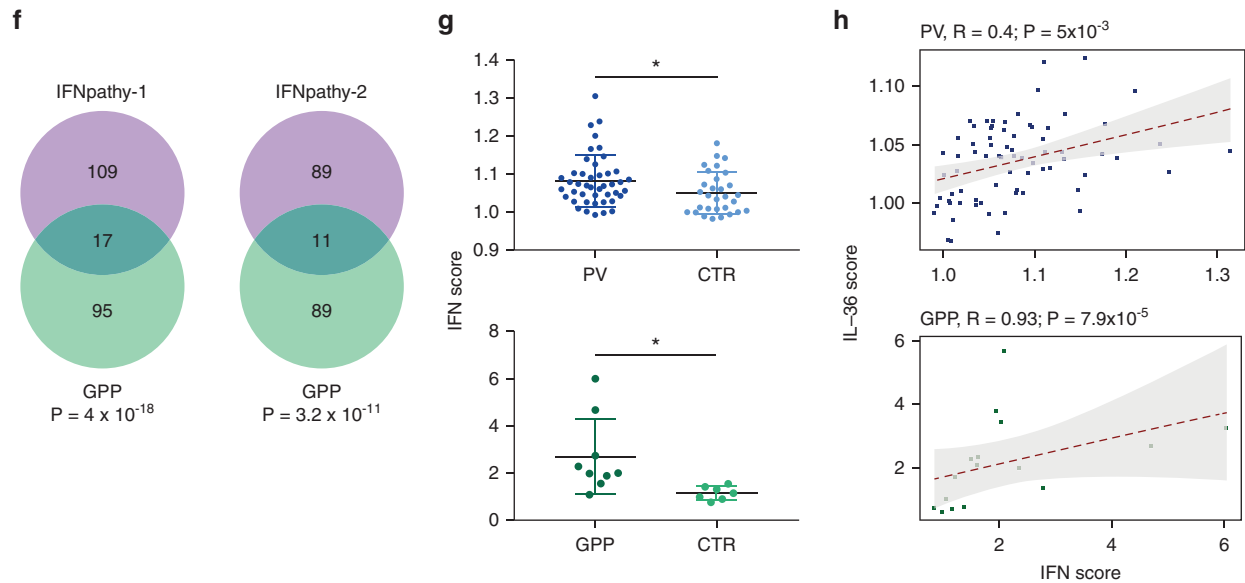 f
IFNpathy-1
109
17
95
GPP
P = 4 x 10⁻¹⁸
IFNpathy-2
89
11
89
GPP
P = 3.2 x 10⁻¹¹
g
IFN score
1.4
1.3
1.2
1.1
1.0
0.9
*
PV
CTR
8
6
4
2
0
*
GPP
CTR
h
IL–36 score
PV, R = 0.4; P = 5x10⁻³
1.10
1.05
1.00
1.0
1.1
1.2
1.3
GPP, R = 0.93; P = 7.9x10⁻⁵
6
4
2
2
4
6
IFN score